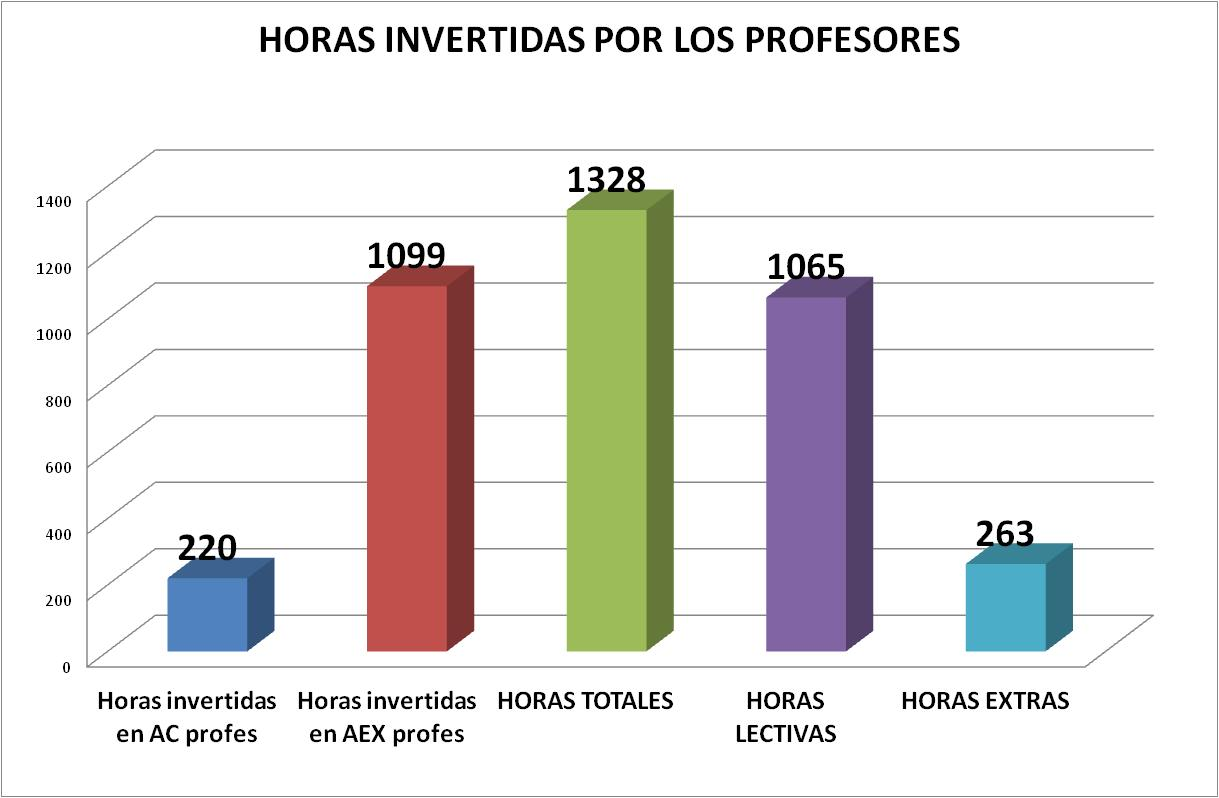 HORAS INVERTIDAS POR LOS PROFESORES
1400
1200
1000
800
600
400
200
0
220
1099
1328
1065
263
Horas invertidas
en AC profes
Horas invertidas
en AEX profes
HORAS TOTALES
HORAS
LECTIVAS
HORAS EXTRAS